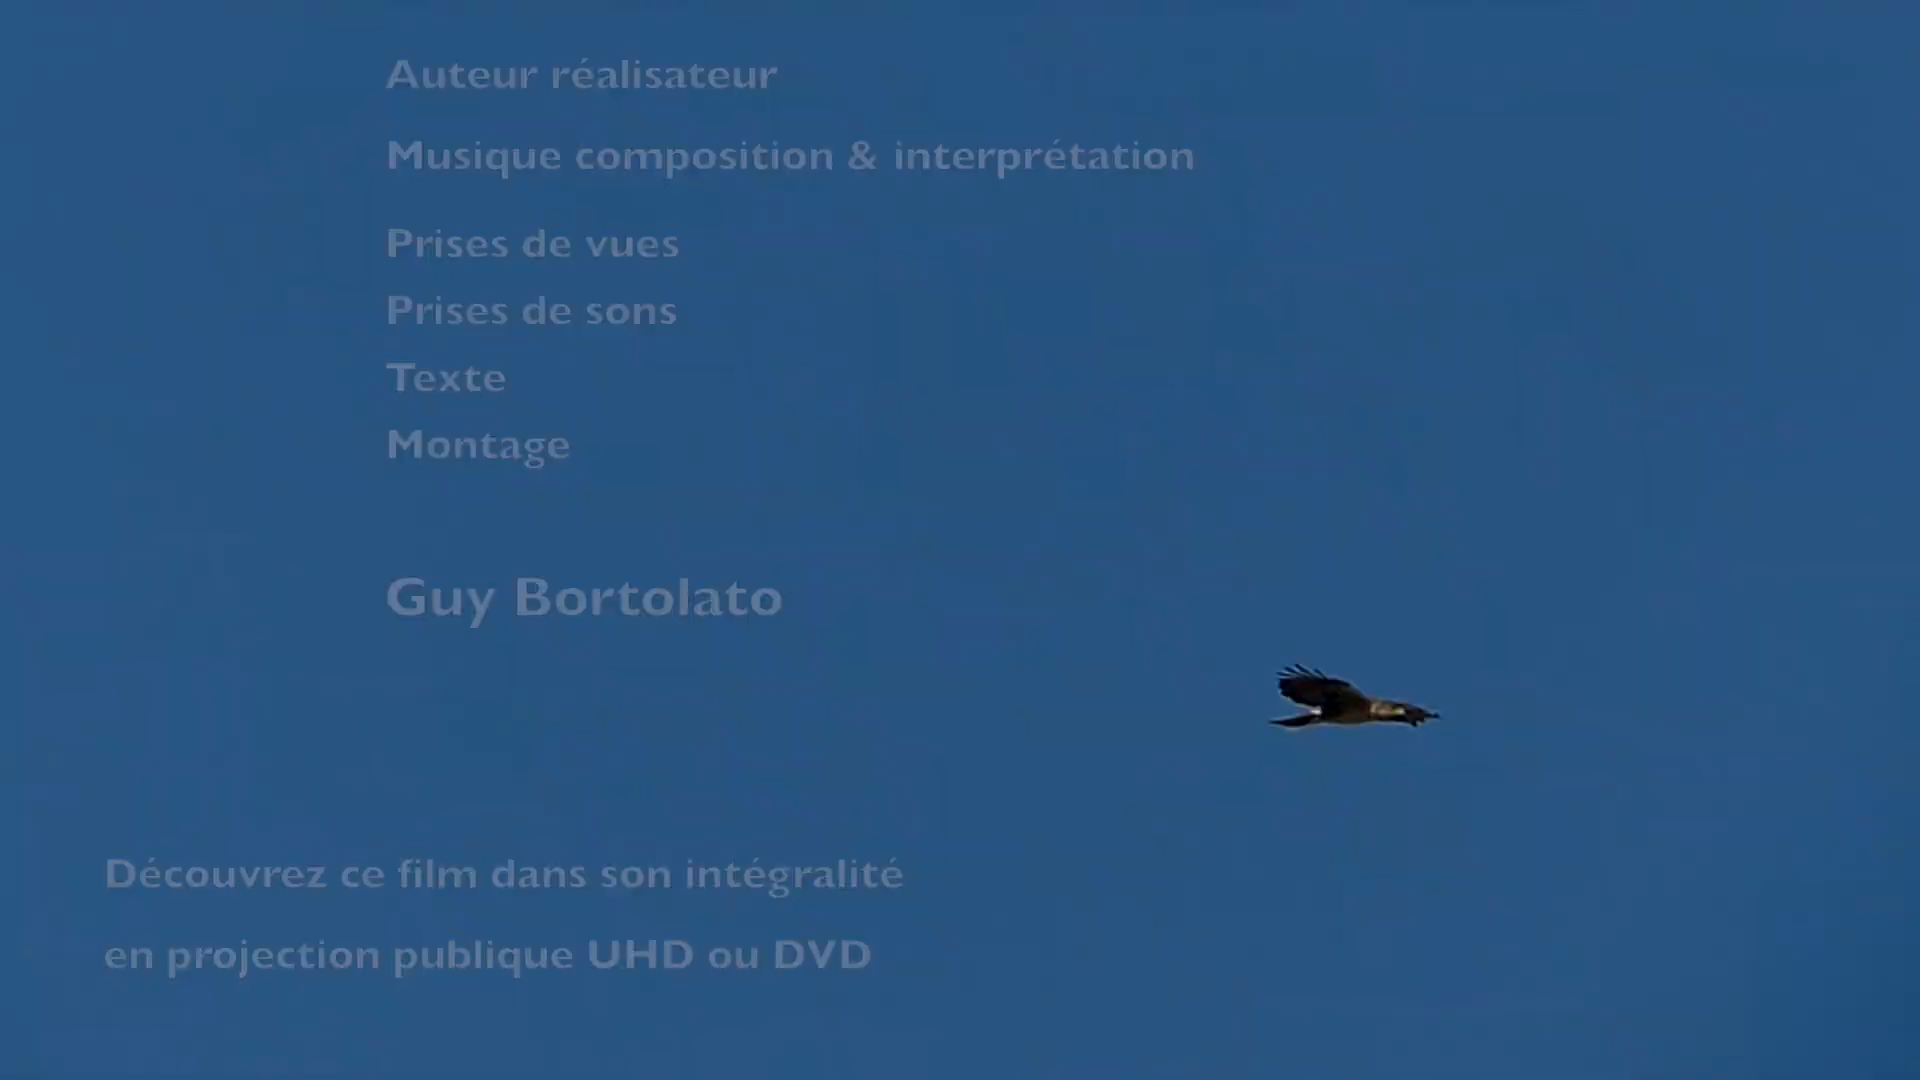 Auteur réalisateur
Musique composition & interprétation
Prises de vues
Prises de sons
Texte
Montage
Guy Bortolato
Découvrez ce film dans son intégralité
en projection publique UHD ou DVD